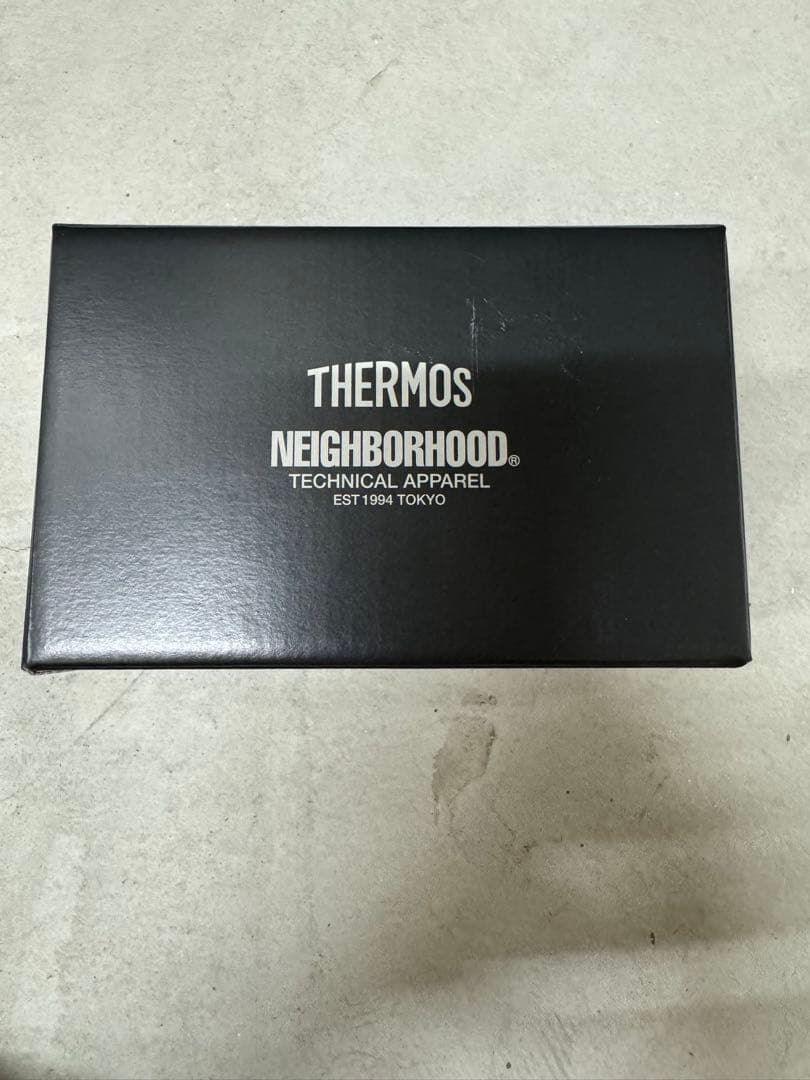 THERMOS
NEIGHBORHOOD®
TECHNICAL APPAREL
EST 1994 TOKYO